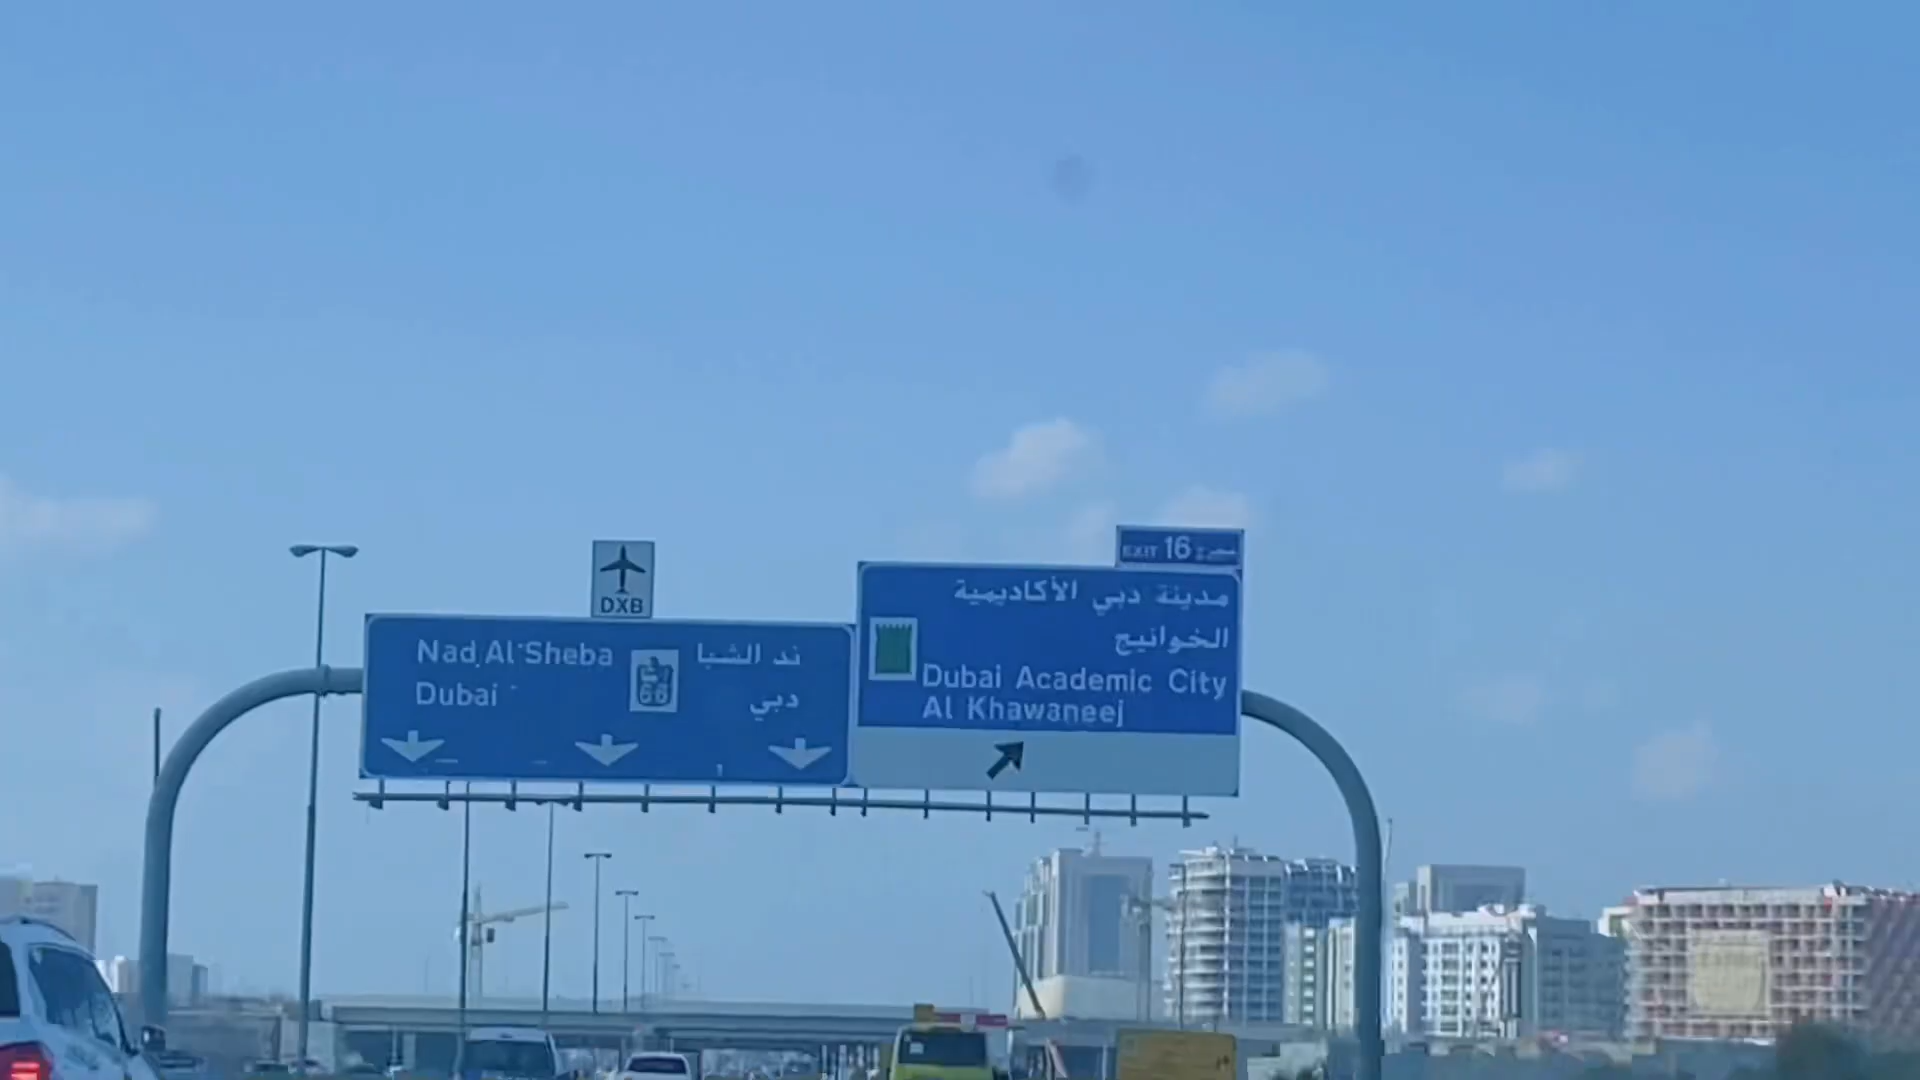 DXB
Nad Al Sheba
Dubai
66
ند الشبا
دبي
EXIT 16 مخرج
مدينة دبي الأكاديمية
الخوانيج
Dubai Academic City
Al Khawaneej